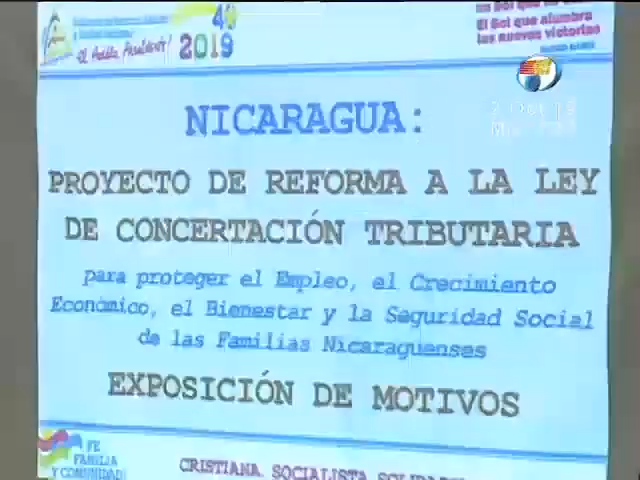 40
2019
El Sol que alumbra
las nuevas victorias
NICARAGUA:
PROYECTO DE REFORMA A LA LEY
DE CONCERTACIÓN TRIBUTARIA
para proteger el Empleo, el Crecimiento
Económico, el Bienestar y la Seguridad Social
de las Familias Nicaraguenses
EXPOSICIÓN DE MOTIVOS
FE
FAMILIA
Y COMUNIDAD!
CRISTIANA. SOCIALISTA